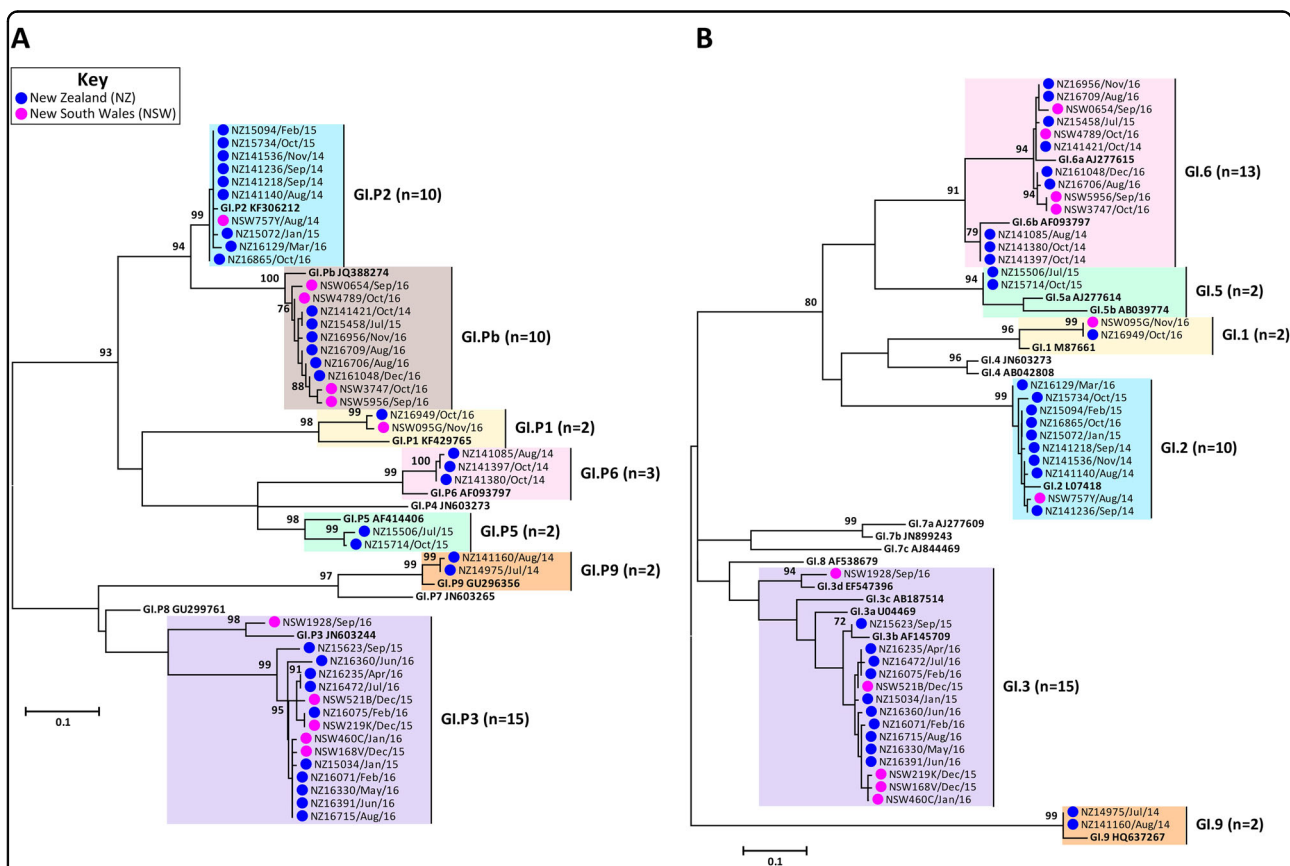 A
Key
New Zealand (NZ)
New South Wales (NSW)
NZ15094/Feb/15
NZ15734/Oct/15
NZ141536/Nov/14
NZ141236/Sep/14
NZ141218/Sep/14
NZ141140/Aug/14
GI.P2 KF306212
NSW757Y/Aug/14
NZ15072/Jan/15
NZ16129/Mar/16
NZ16865/Oct/16
GI.P2 (n=10)
99
94
GI.Pb JQ388274
NSW0654/Sep/16
NSW4789/Oct/16
NZ141421/Oct/14
NZ15458/Jul/15
NZ16956/Nov/16
NZ16709/Aug/16
NZ16706/Aug/16
NZ161048/Dec/16
NSW3747/Oct/16
NSW5956/Sep/16
GI.Pb (n=10)
100
76
88
93
NZ16949/Oct/16
NSW095G/Nov/16
GI.P1 KF429765
GI.P1 (n=2)
99
98
NZ141085/Aug/14
NZ141397/Oct/14
NZ141380/Oct/14
GI.P6 AF093797
GI.P6 (n=3)
100
99
GI.P4 JN603273
GI.P5 AF414406
NZ15506/Jul/15
NZ15714/Oct/15
GI.P5 (n=2)
98
99
NZ141160/Aug/14
NZ14975/Jul/14
GI.P9 GU296356
GI.P9 (n=2)
99
99
97
GI.P7 JN603265
GI.P8 GU299761
NSW1928/Sep/16
GI.P3 JN603244
NZ15623/Sep/15
NZ16360/Jun/16
NZ16235/Apr/16
NZ16472/Jul/16
NSW521B/Dec/15
NZ16075/Feb/16
NSW219K/Dec/15
NSW460C/Jan/16
NSW168V/Dec/15
NZ15034/Jan/15
NZ16071/Feb/16
NZ16330/May/16
NZ16391/Jun/16
NZ16715/Aug/16
GI.P3 (n=15)
98
99
91
95
0.1
B
NZ16956/Nov/16
NZ16709/Aug/16
NSW0654/Sep/16
NZ15458/Jul/15
NSW4789/Oct/16
NZ141421/Oct/14
GI.6a AJ277615
NZ161048/Dec/16
NZ16706/Aug/16
NSW5956/Sep/16
NSW3747/Oct/16
GI.6b AF093797
NZ141085/Aug/14
NZ141380/Oct/14
NZ141397/Oct/14
GI.6 (n=13)
94
94
91
79
NZ15506/Jul/15
NZ15714/Oct/15
GI.5a AJ277614
GI.5b AB039774
GI.5 (n=2)
94
80
NSW095G/Nov/16
NZ16949/Oct/16
GI.1 M87661
GI.1 (n=2)
99
96
GI.4 JN603273
GI.4 AB042808
96
NZ16129/Mar/16
NZ15734/Oct/15
NZ15094/Feb/15
NZ16865/Oct/16
NZ15072/Jan/15
NZ141218/Sep/14
NZ141536/Nov/14
NZ141140/Aug/14
GI.2 L07418
NSW757Y/Aug/14
NZ141236/Sep/14
GI.2 (n=10)
99
GI.7a AJ277609
GI.7b JN899243
GI.7c AJ844469
99
GI.8 AF538679
NSW1928/Sep/16
GI.3d EF547396
GI.3c AB187514
GI.3a U04469
NZ15623/Sep/15
GI.3b AF145709
NZ16235/Apr/16
NZ16472/Jul/16
NZ16075/Feb/16
NSW521B/Dec/15
NZ15034/Jan/15
NZ16360/Jun/16
NZ16071/Feb/16
NZ16715/Aug/16
NZ16330/May/16
NZ16391/Jun/16
NSW219K/Dec/15
NSW168V/Dec/15
NSW460C/Jan/16
GI.3 (n=15)
94
72
NZ14975/Jul/14
NZ141160/Aug/14
GI.9 HQ637267
GI.9 (n=2)
99
0.1